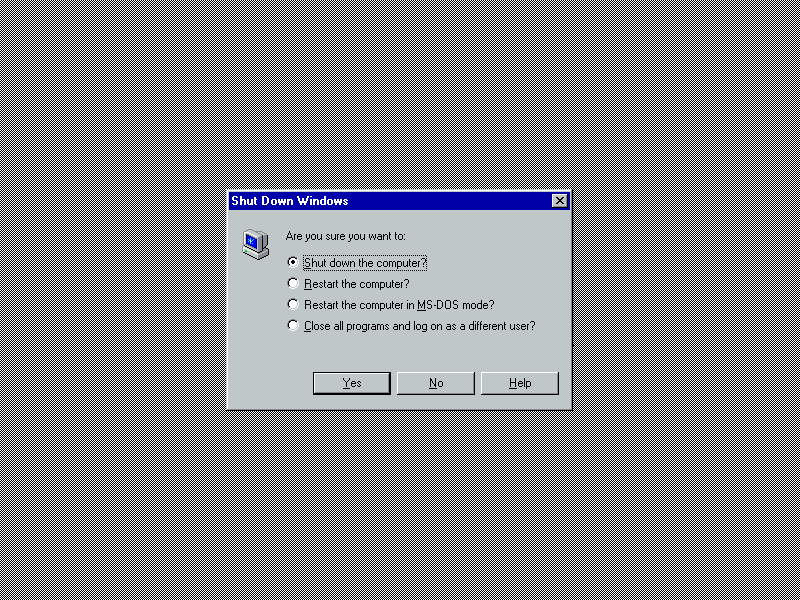 Shut Down Windows
Are you sure you want to:
Shut down the computer?
Restart the computer?
Restart the computer in MS-DOS mode?
Close all programs and log on as a different user?
Yes No Help